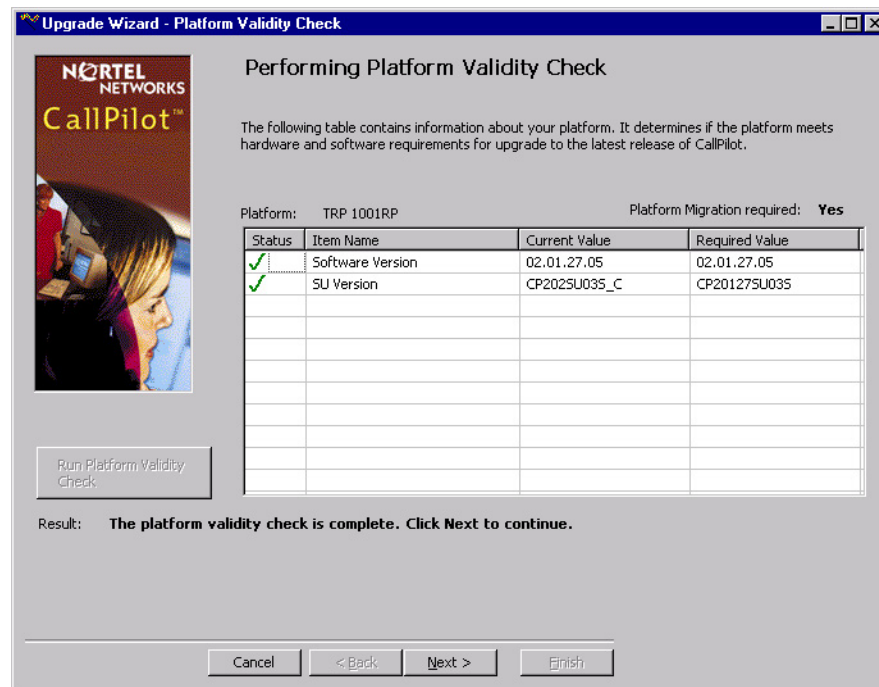 Upgrade Wizard - Platform Validity Check
NORTEL
NETWORKS
CallPilot™
Performing Platform Validity Check
The following table contains information about your platform. It determines if the platform meets
hardware and software requirements for upgrade to the latest release of CallPilot.
Platform: TRP 1001RP Platform Migration required: Yes
Status Item Name Current Value Required Value
Software Version 02.01.27.05 02.01.27.05
SU Version CP202SU03S_C CP20127SU03S
Run Platform Validity
Check
Result: The platform validity check is complete. Click Next to continue.
Cancel < Back Next > Finish